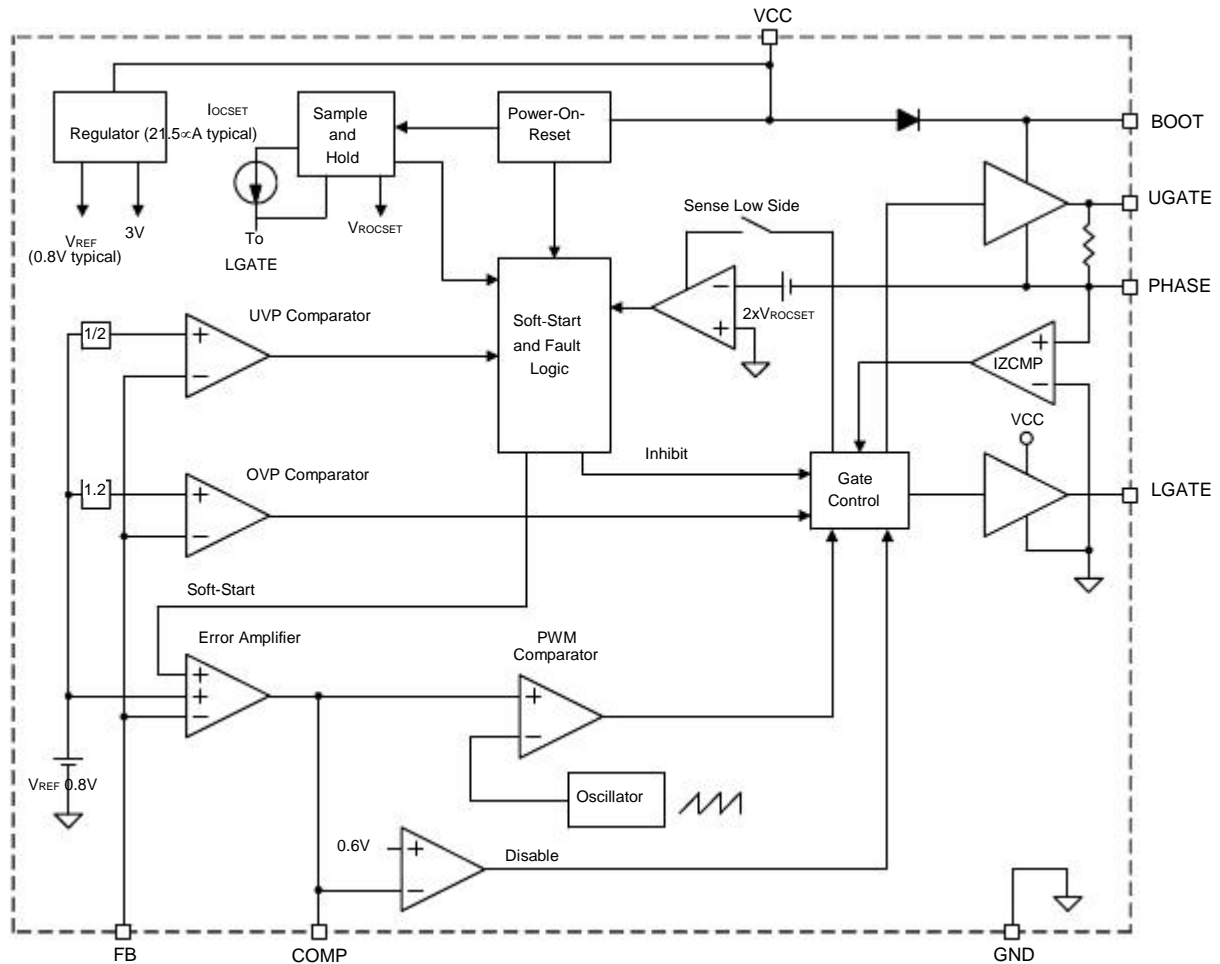 VCC
BOOT
UGATE
PHASE
LGATE
GND
COMP
FB
Regulator (21.5∝A typical)
IOCSET
Sample
and
Hold
Power-On-
Reset
VREF
(0.8V typical)
3V
To
LGATE
VROCSET
Sense Low Side
2xVROCSET
-
+
Soft-Start
and Fault
Logic
UVP Comparator
1/2
+
-
IZCMP
+
-
VCC
OVP Comparator
1.2
+
-
Inhibit
Gate
Control
Soft-Start
Error Amplifier
+
+
-
PWM
Comparator
+
-
VREF 0.8V
Oscillator
0.6V
+
-
Disable